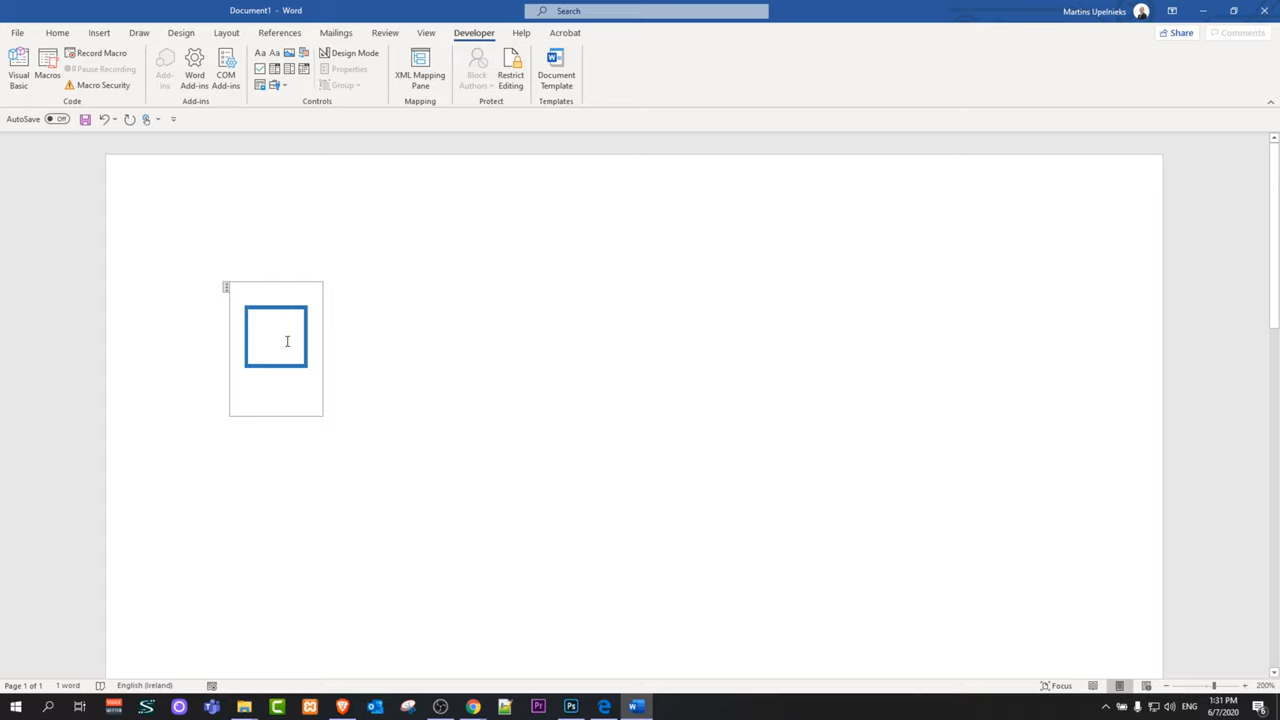 Document1 - Word
Search
Martins Upelnieks
File Home Insert Draw Design Layout References Mailings Review View Developer Help Acrobat
Share Comments
Visual Basic
Macros
Record Macro
Pause Recording
Macro Security
Code
Add-ins
Word Add-ins
COM Add-ins
Add-ins
Aa Aa
Design Mode
Properties
Group
Controls
XML Mapping Pane
Mapping
Block Authors
Restrict Editing
Protect
Document Template
Templates
AutoSave Off
Page 1 of 1 1 word English (Ireland)
Focus 200%
ENG
1:31 PM
6/7/2020